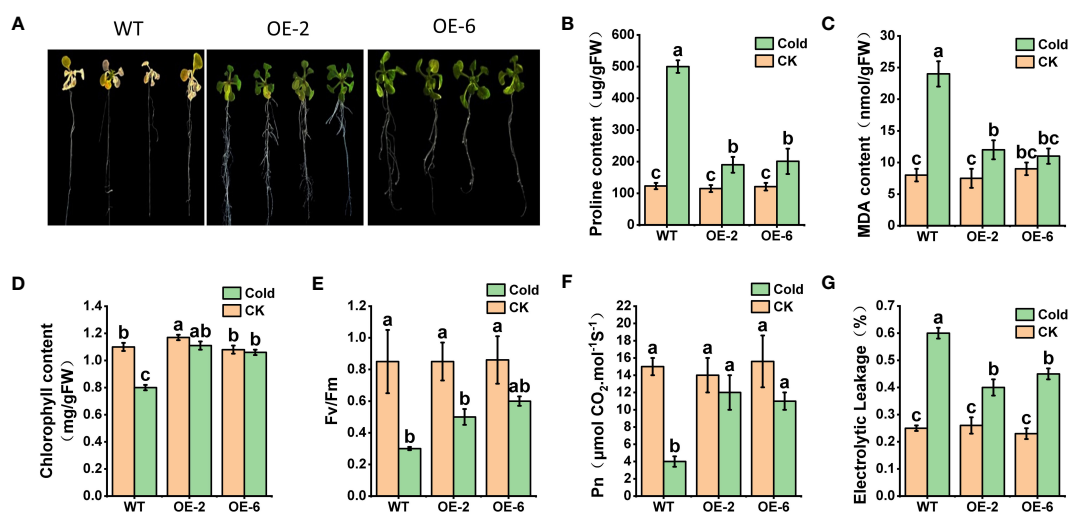 A
WT
OE-2
OE-6
B
Proline content（ug/gFW）
600
500
400
300
200
100
0
Cold
CK
c
a
c
b
c
b
WT
OE-2
OE-6
C
MDA content（nmol/gFW）
30
25
20
15
10
5
0
Cold
CK
c
a
c
b
bc
bc
WT
OE-2
OE-6
D
Chlorophyll content
（mg/gFW）
1.4
1.2
1.0
0.8
0.6
0.4
0.2
0.0
Cold
CK
b
c
a
ab
b
b
WT
OE-2
OE-6
E
Fv/Fm
1.2
1.0
0.8
0.6
0.4
0.2
0.0
Cold
CK
a
b
a
b
a
ab
WT
OE-2
OE-6
F
Pn（μmol CO₂.mol⁻¹S⁻¹）
22
20
18
16
14
12
10
8
6
4
2
0
Cold
CK
a
b
a
a
a
a
WT
OE-2
OE-6
G
Electrolytic Leakage（%）
0.7
0.6
0.5
0.4
0.3
0.2
0.1
0.0
Cold
CK
c
a
c
b
c
b
WT
OE-2
OE-6